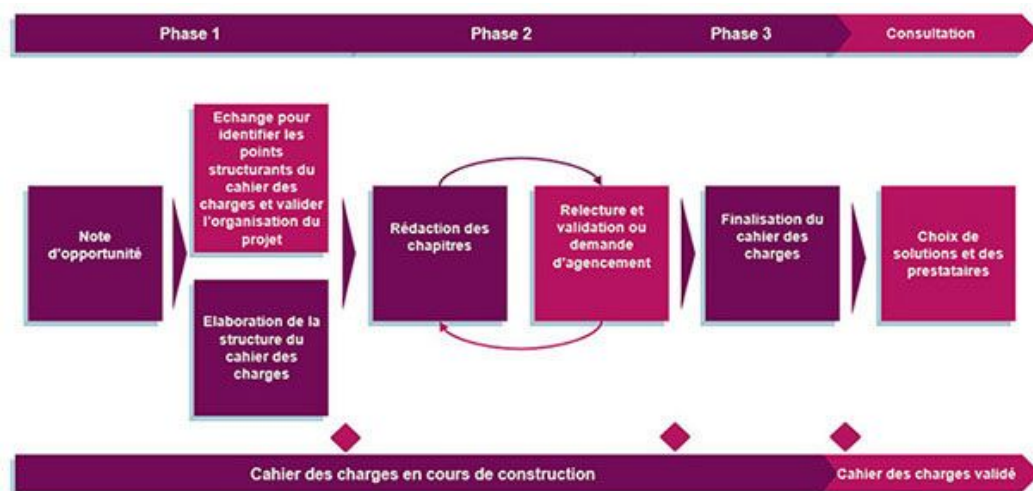 Phase 1
Phase 2
Phase 3
Consultation
Note
d'opportunité
Echange pour
identifier les
points
structurants du
cahier des
charges et valider
l'organisation du
projet
Elaboration de la
structure du
cahier des
charges
Rédaction des
chapitres
Relecture et
validation ou
demande
d'agencement
Finalisation du
cahier des
charges
Choix de
solutions et des
prestataires
Cahier des charges en cours de construction
Cahier des charges validé